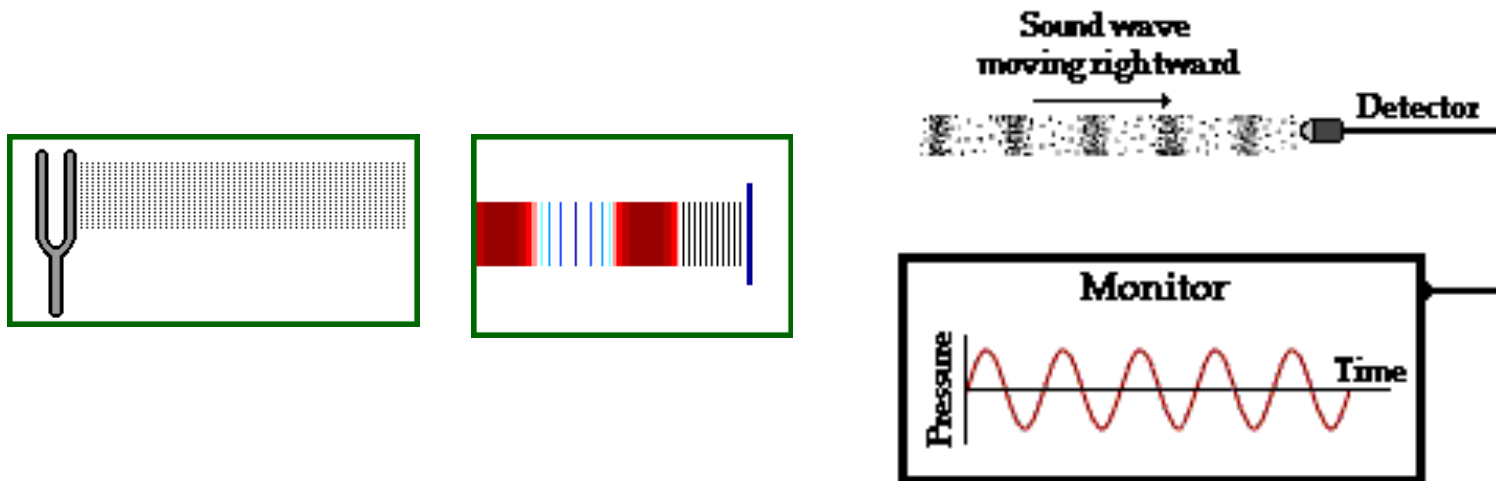 Sound wave
moving rightward
Detector
Monitor
Pressure
Time